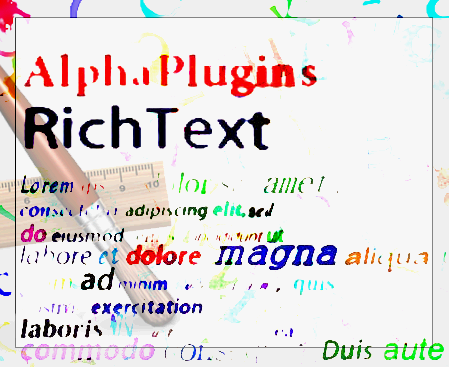 AlphaPlugins
RichText
Lorem amet
consectetur adipiscing elit, sed
do eiusmod ut
labore et dolore magna aliqua
ad minim quis
exercitation
laboris
commodo Duis aute